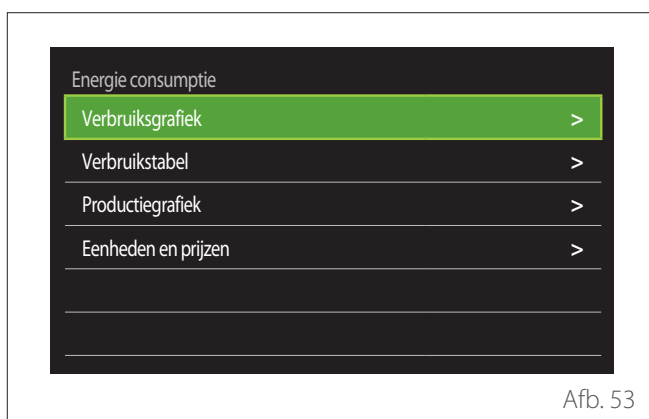 Energie consumptie
Verbruiksgrafiek >
Verbruikstabel >
Productiegrafiek >
Eenheden en prijzen >
Afb. 53